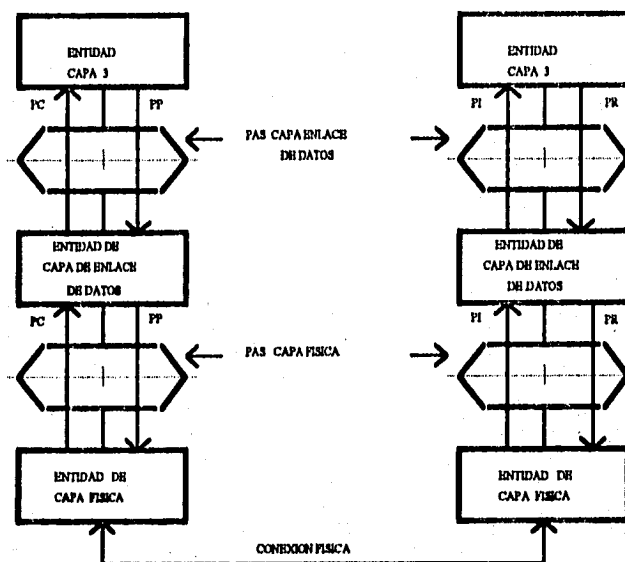 ENTIDAD
CAPA 3
ENTIDAD
CAPA 3
PC
PP
PI
PR
PAS CAPA ENLACE
DE DATOS
ENTIDAD DE
CAPA DE ENLACE
DE DATOS
ENTIDAD DE
CAPA DE ENLACE
DE DATOS
PC
PP
PI
PR
PAS CAPA FISICA
ENTIDAD DE
CAPA FISICA
ENTIDAD DE
CAPA FISICA
CONEXION FISICA